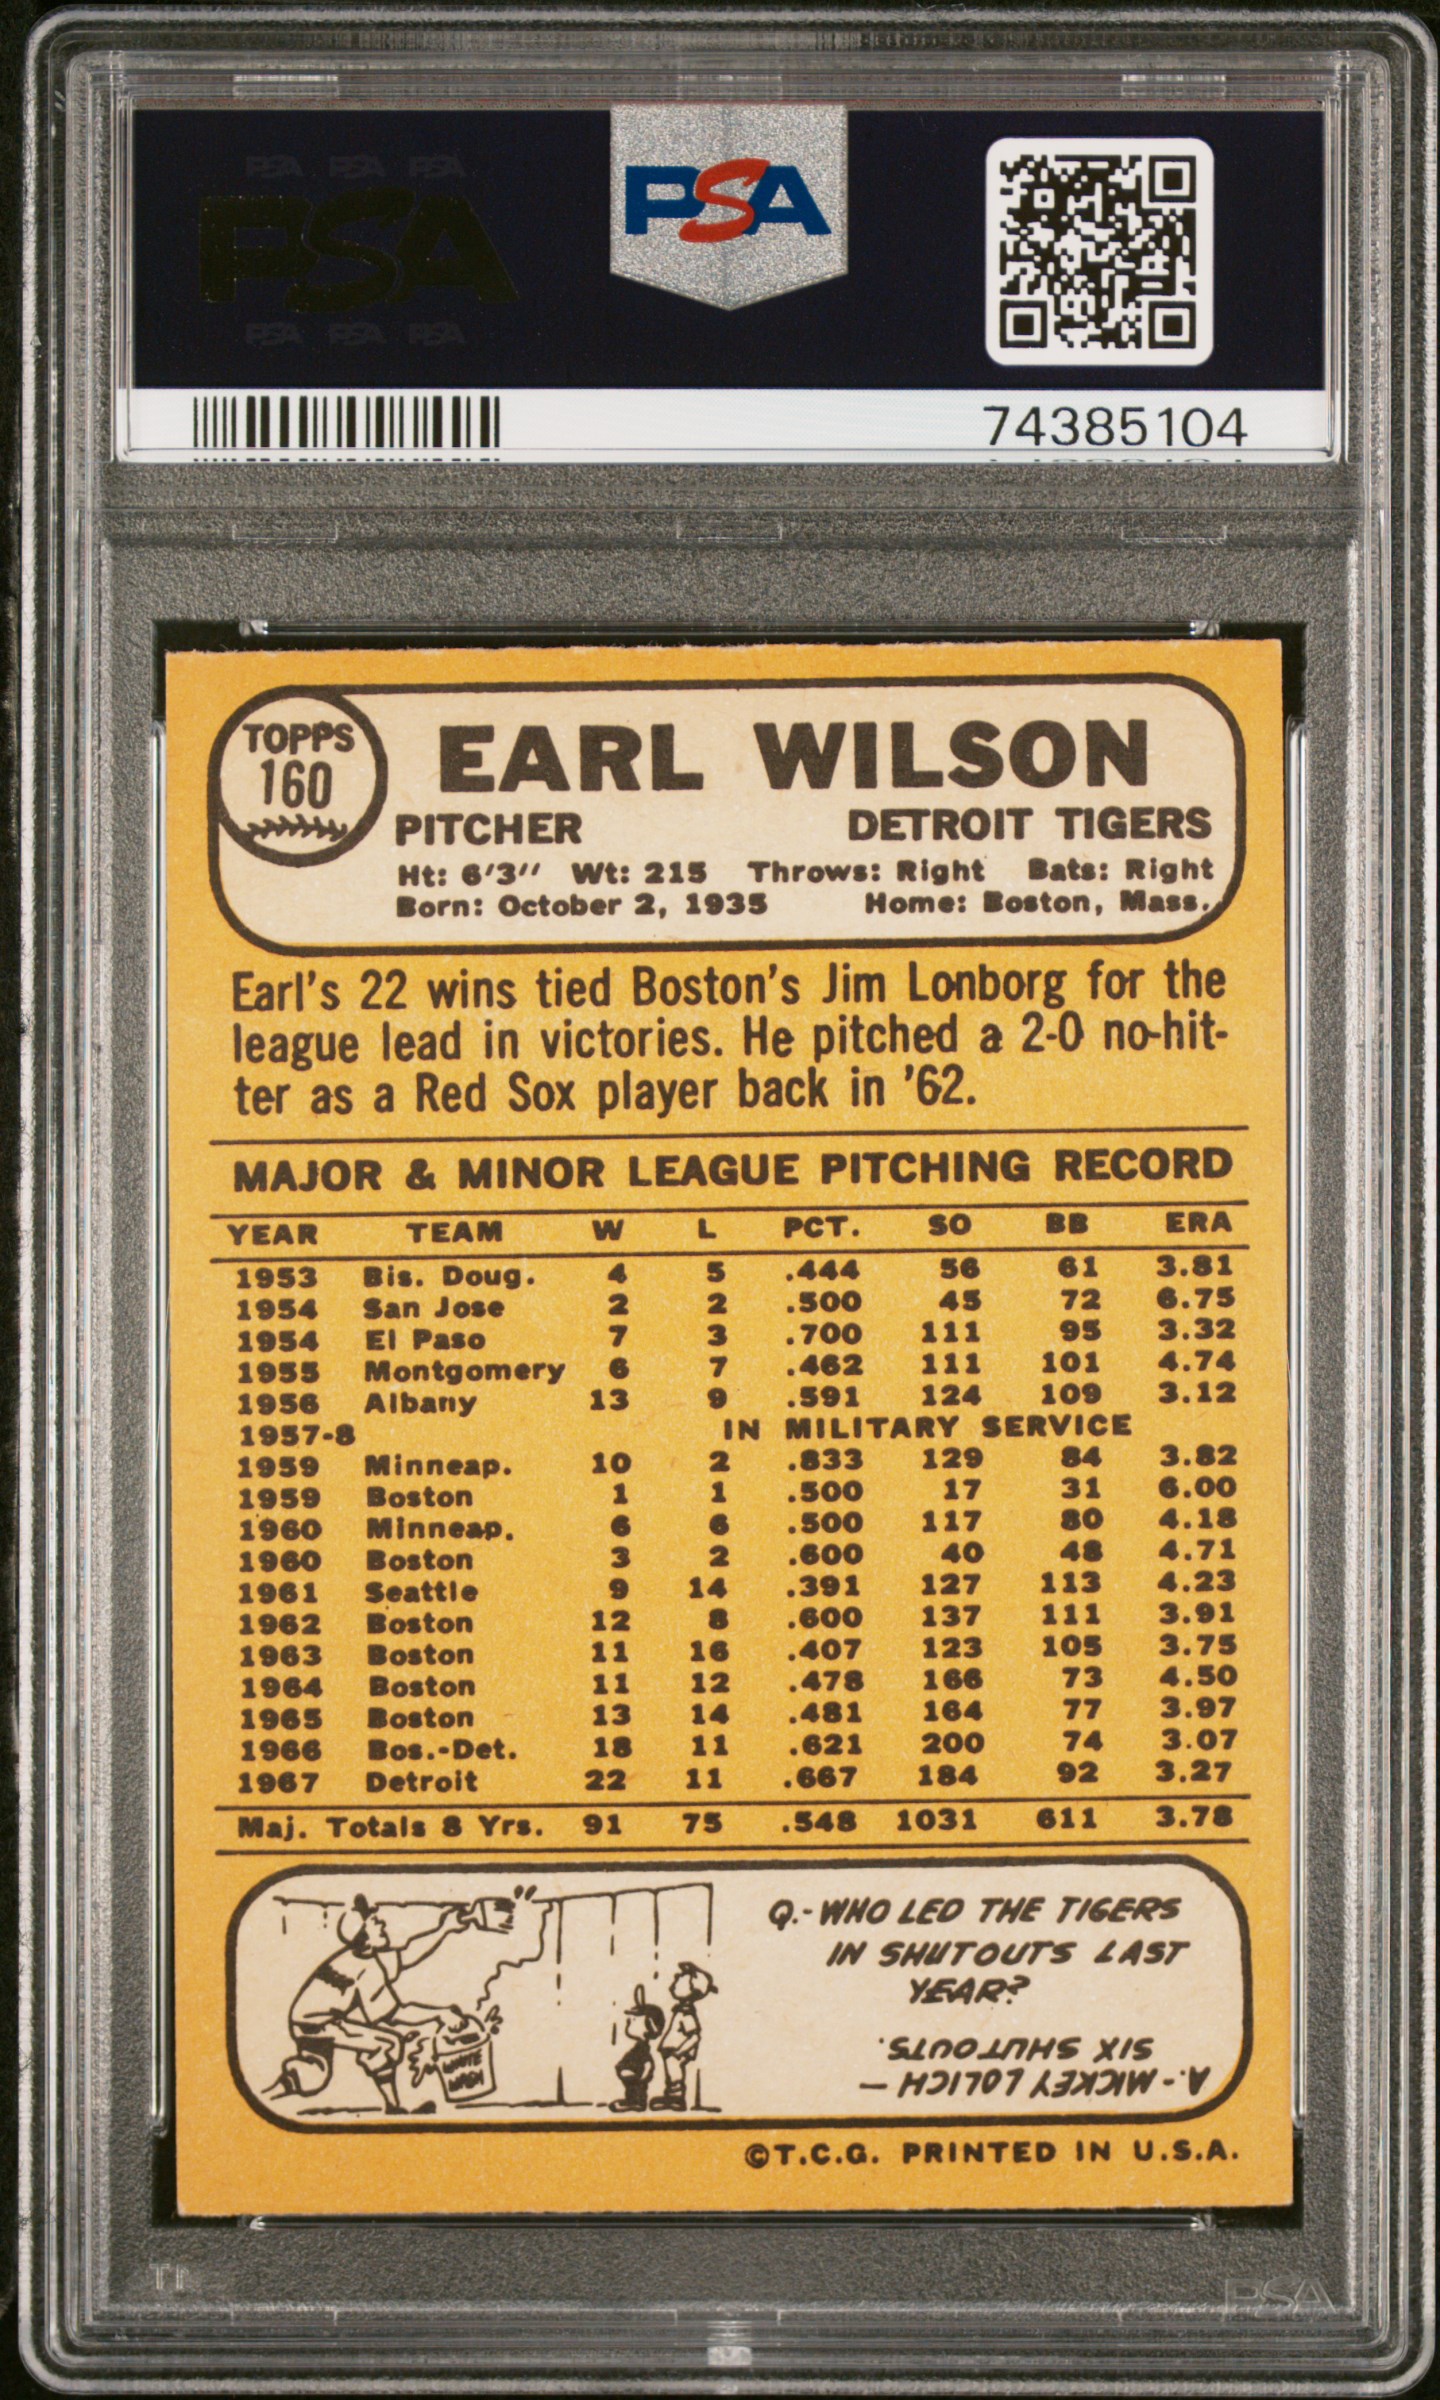 PSA PSA PSA
PSA
PSA PSA PSA
PSA
74385104
TOPPS
160
EARL WILSON
PITCHER DETROIT TIGERS
Ht: 6'3'' Wt: 215 Throws: Right Bats: Right
Born: October 2, 1935 Home: Boston, Mass.
Earl's 22 wins tied Boston's Jim Lonborg for the
league lead in victories. He pitched a 2-0 no-hit-
ter as a Red Sox player back in '62.
MAJOR & MINOR LEAGUE PITCHING RECORD
YEAR TEAM W L PCT. SO BB ERA
1953 Bis. Doug. 4 5 .444 56 61 3.81
1954 San Jose 2 2 .500 45 72 6.75
1954 El Paso 7 3 .700 111 95 3.32
1955 Montgomery 6 7 .462 111 101 4.74
1956 Albany 13 9 .591 124 109 3.12
1957-8 IN MILITARY SERVICE
1959 Minneap. 10 2 .833 129 84 3.82
1959 Boston 1 1 .500 17 31 6.00
1960 Minneap. 6 6 .500 117 80 4.18
1960 Boston 3 2 .600 40 48 4.71
1961 Seattle 9 14 .391 127 113 4.23
1962 Boston 12 8 .600 137 111 3.91
1963 Boston 11 16 .407 123 105 3.75
1964 Boston 11 12 .478 166 73 4.50
1965 Boston 13 14 .481 164 77 3.97
1966 Bos.-Det. 18 11 .621 200 74 3.07
1967 Detroit 22 11 .667 184 92 3.27
Maj. Totals 8 Yrs. 91 75 .548 1031 611 3.78
WHITE
WASH
Q.-WHO LED THE TIGERS
IN SHUTOUTS LAST
YEAR?
A.-MICKEY LOLICH —
SIX SHUTOUTS.
©T.C.G. PRINTED IN U.S.A.
PSA